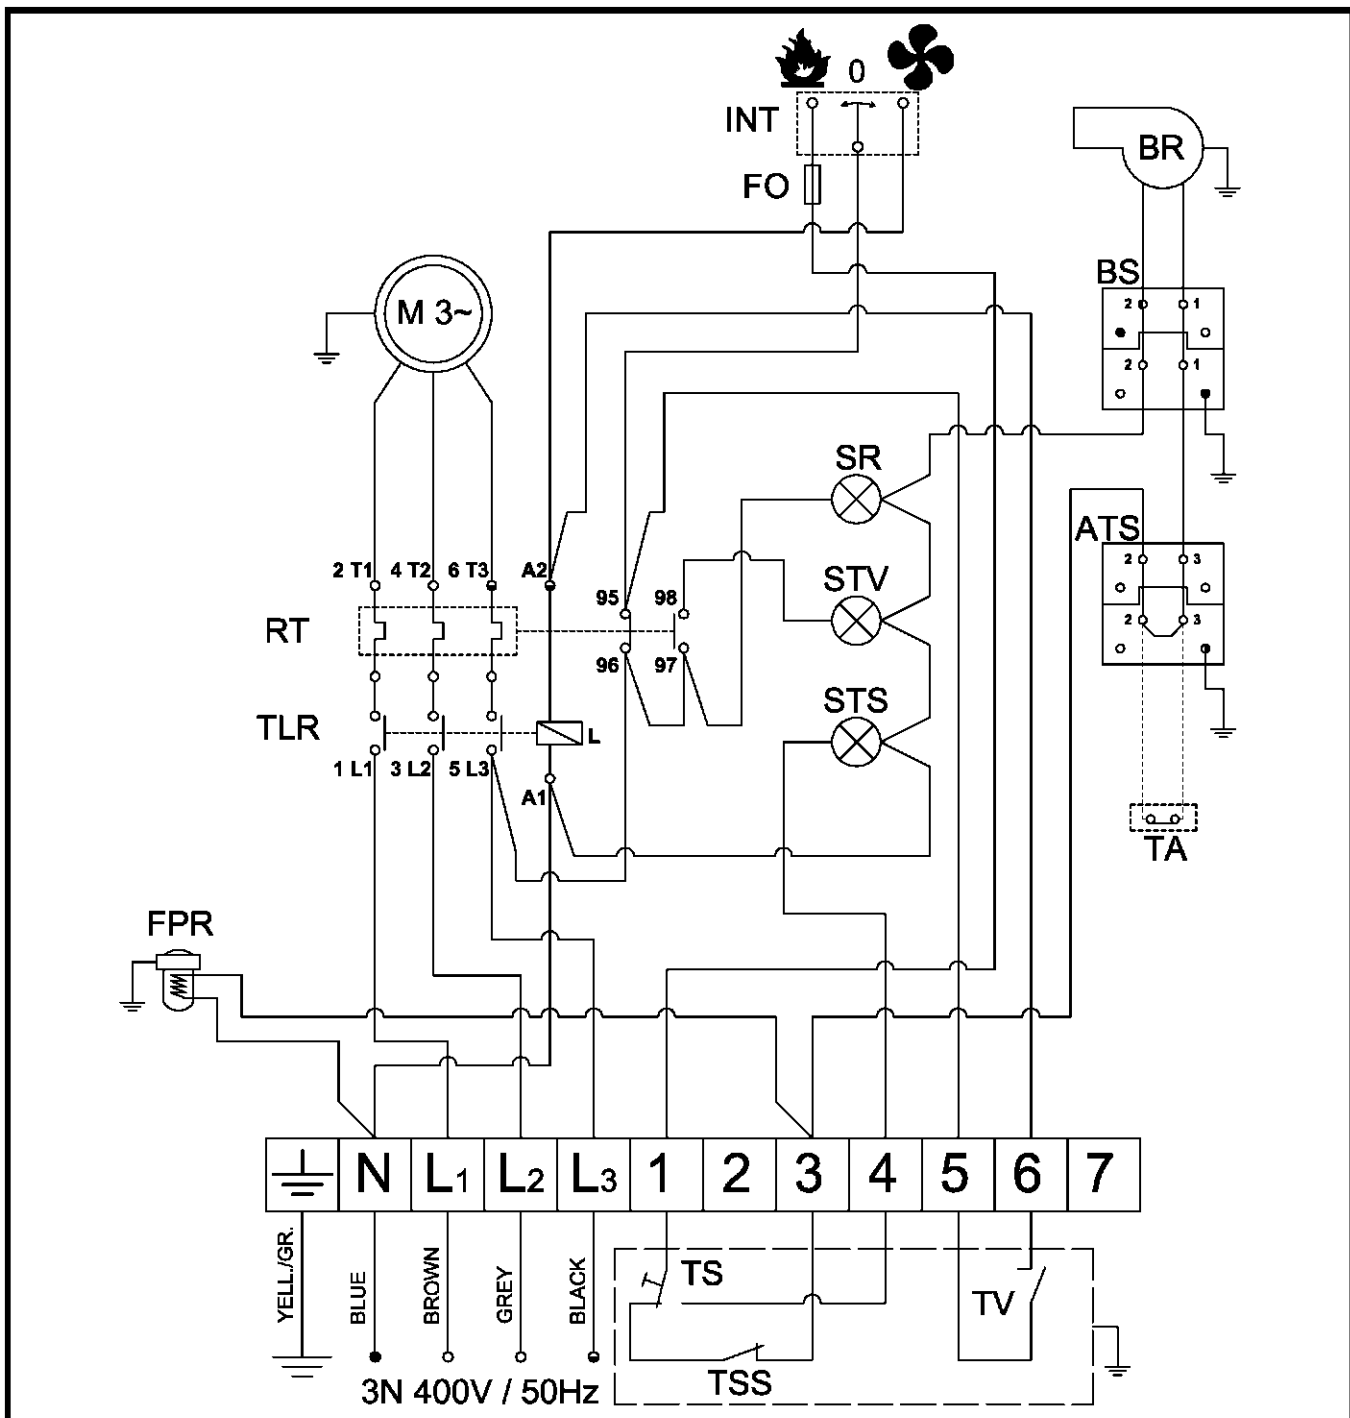 0
INT
BR
FO
BS
M 3~
2 1
2 1
SR
ATS
2 T1 4 T2 6 T3 A2
2 3
STV
95 98
RT
2 3
96 97
STS
TLR
L
1 L1 3 L2 5 L3
A1
TA
FPR
N L1 L2 L3 1 2 3 4 5 6 7
YELL./GR.
BLUE
BROWN
GREY
BLACK
TS
TV
TSS
3N 400V / 50Hz